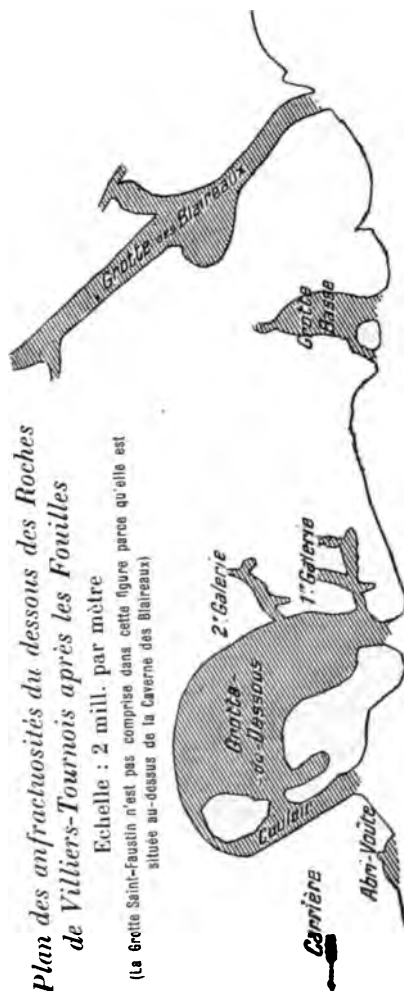 Plan des anfractuosités du dessous des Roches
de Villiers-Tournois après les Fouilles
Echelle : 2 mill. par mètre
(La Grotte Saint-Faustin n'est pas comprise dans cette figure parce qu'elle est
située au-dessus de la Caverne des Blaireaux)
Carrière
Abri-Voûte
Couloir
Grotte-
du-Dessous
2e Galerie
1re Galerie
Grotte
Basse
Grotte des Blaireaux